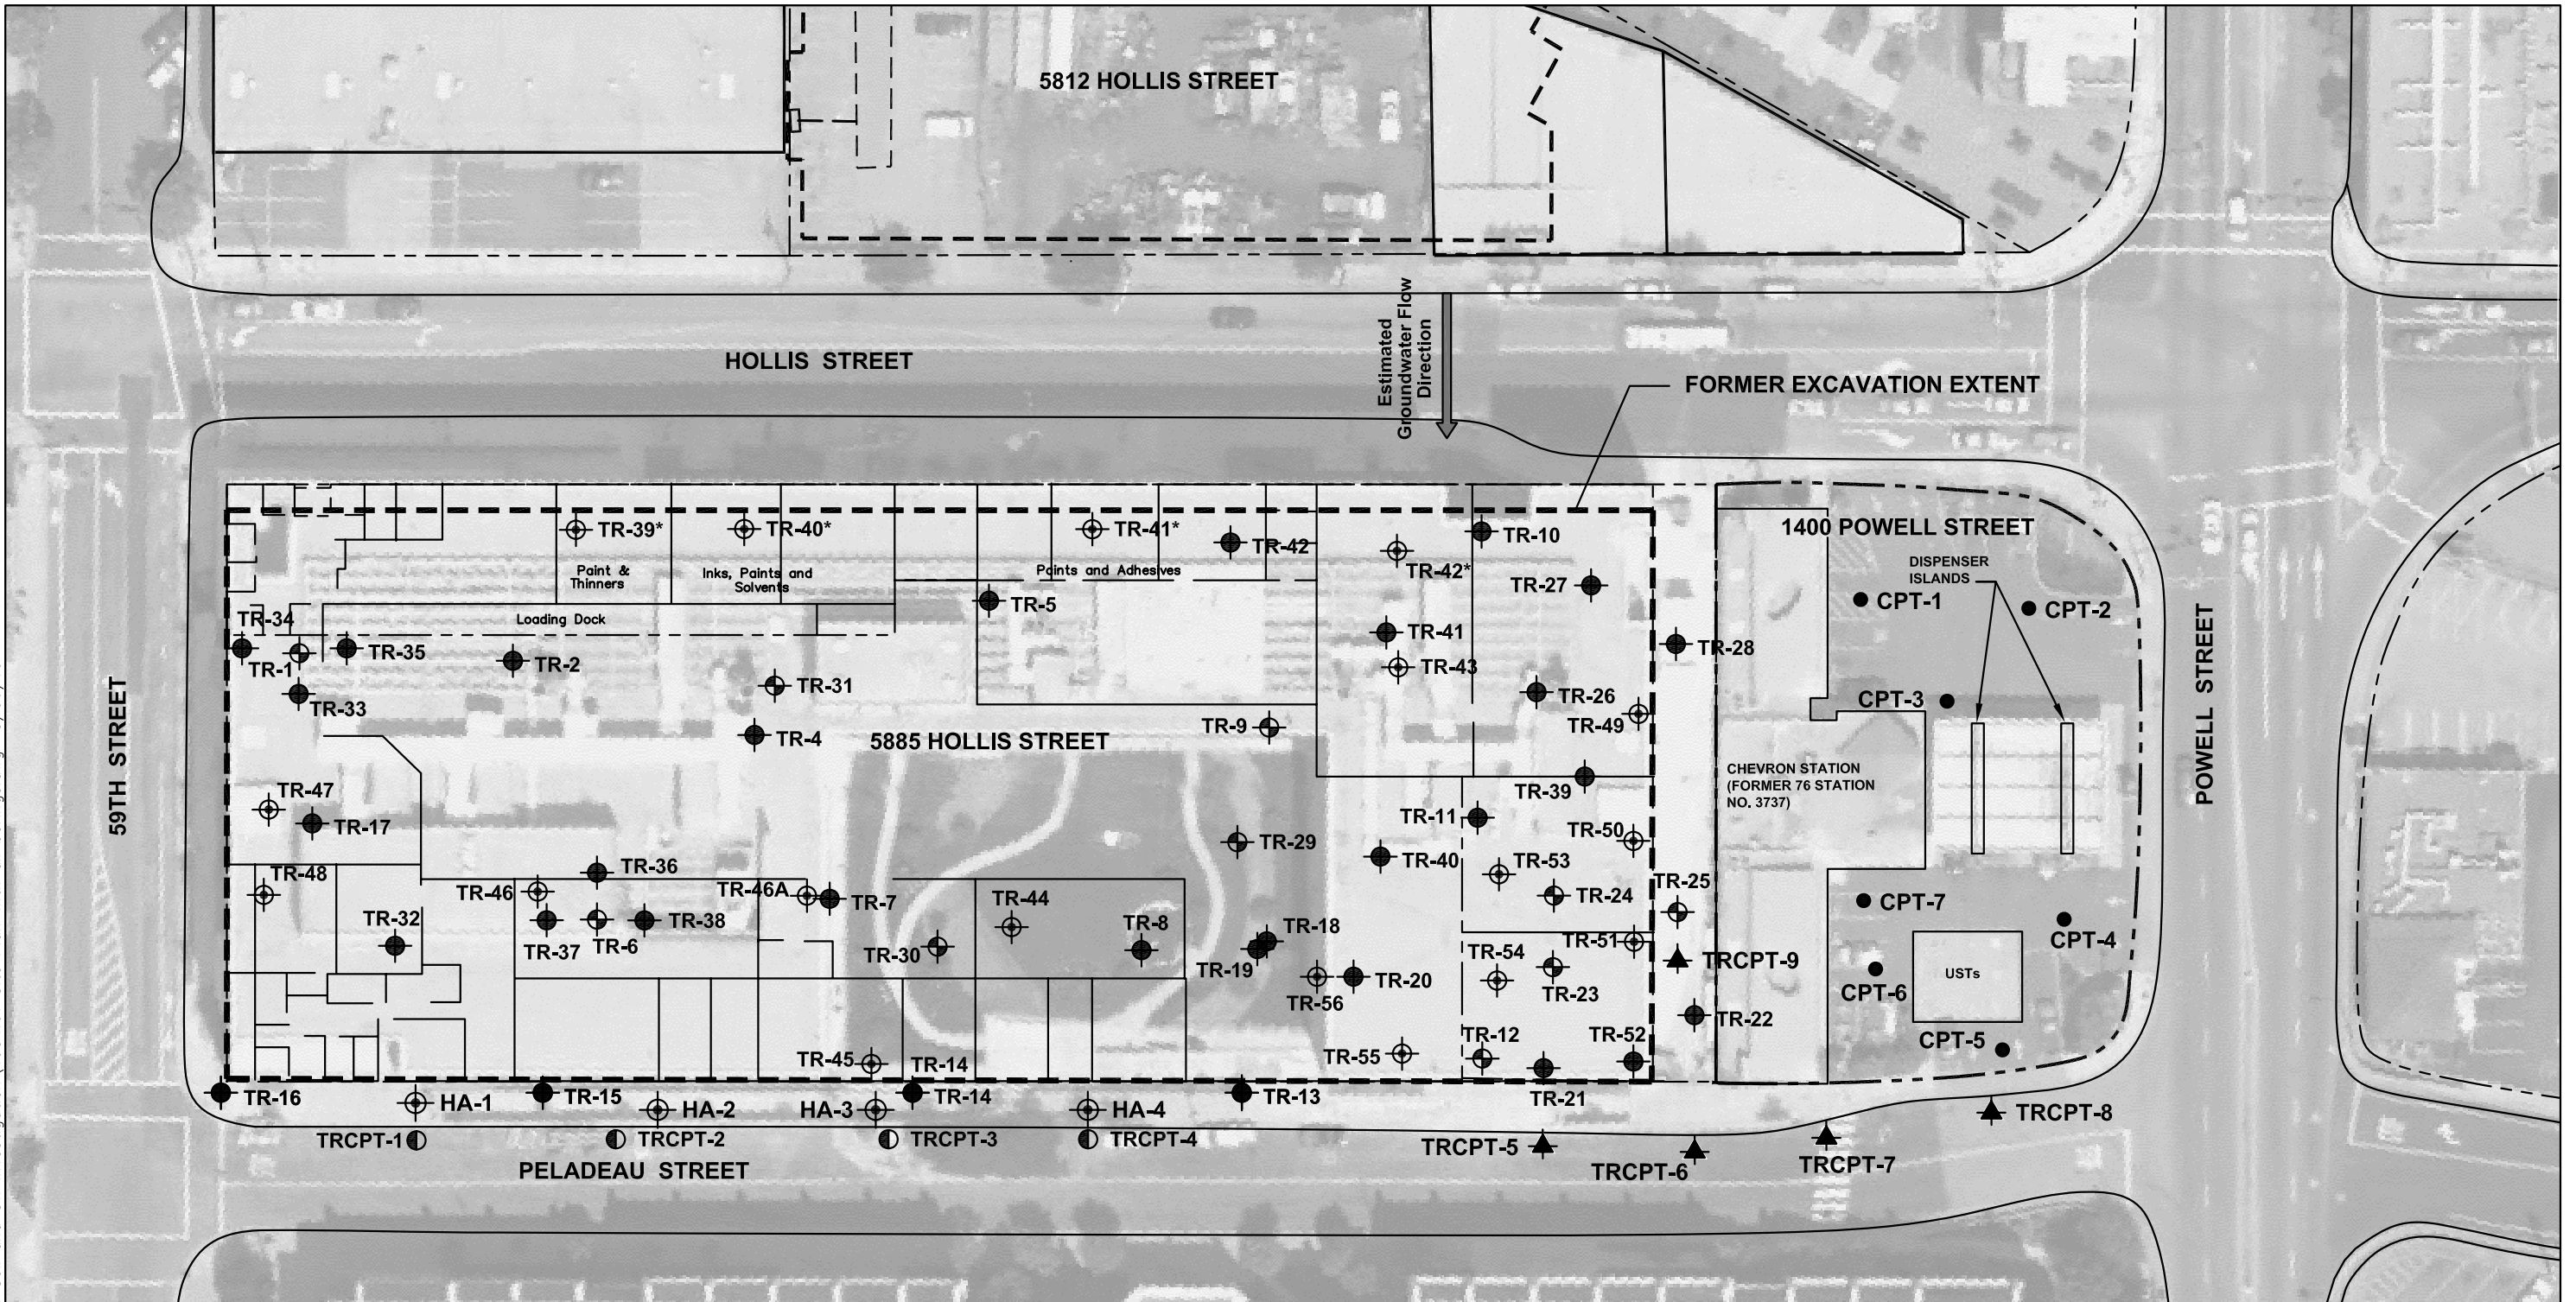 5812 HOLLIS STREET
HOLLIS STREET
Estimated
Groundwater Flow
Direction
FORMER EXCAVATION EXTENT
1400 POWELL STREET
DISPENSER
ISLANDS
TR-39*
TR-40*
TR-41*
TR-42
TR-42*
TR-10
TR-27
Paint &
Thinners
Inks, Paints and
Solvents
Paints and Adhesives
TR-5
CPT-1
CPT-2
Loading Dock
TR-34
TR-1
TR-35
TR-2
TR-41
TR-43
TR-28
TR-33
TR-31
TR-26
TR-49
CPT-3
TR-4
5885 HOLLIS STREET
TR-9
59TH STREET
POWELL STREET
CHEVRON STATION
(FORMER 76 STATION
NO. 3737)
TR-47
TR-17
TR-39
TR-11
TR-50
TR-29
TR-40
TR-36
TR-53
TR-48
TR-46
TR-46A
TR-7
TR-44
TR-24
TR-25
CPT-7
TR-32
TR-37
TR-6
TR-38
TR-30
TR-8
TR-18
TR-19
TR-54
TR-51
CPT-4
TRCPT-9
TR-20
TR-56
TR-23
CPT-6
USTs
TR-22
TR-45
TR-14
TR-55
TR-12
TR-52
CPT-5
TR-16
HA-1
TR-15
HA-2
HA-3
TR-14
HA-4
TR-13
TR-21
TRCPT-8
TRCPT-1
TRCPT-2
TRCPT-3
TRCPT-4
TRCPT-5
TRCPT-6
TRCPT-7
PELADEAU STREET